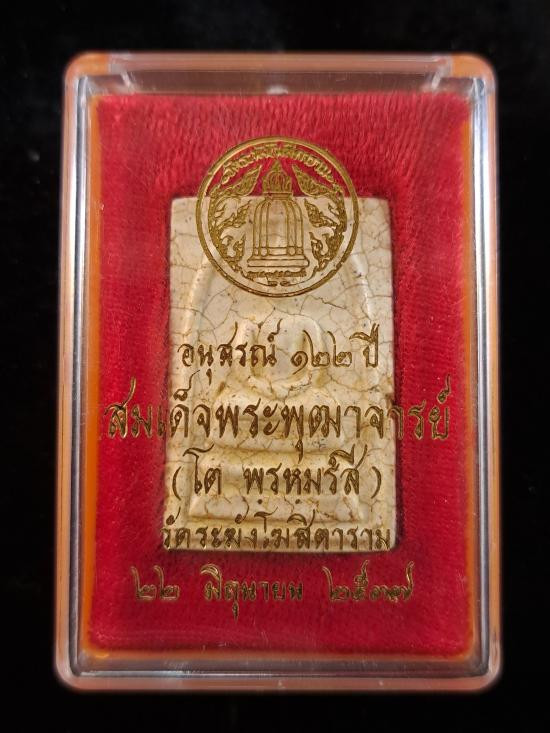 อนุสรณ์ ๑๒๒ ปี
สมเด็จพระพุฒาจารย์
(โต พฺรหฺมรํสี)
วัดระฆังโฆสิตาราม
๒๒ มิถุนายน ๒๕๓๗